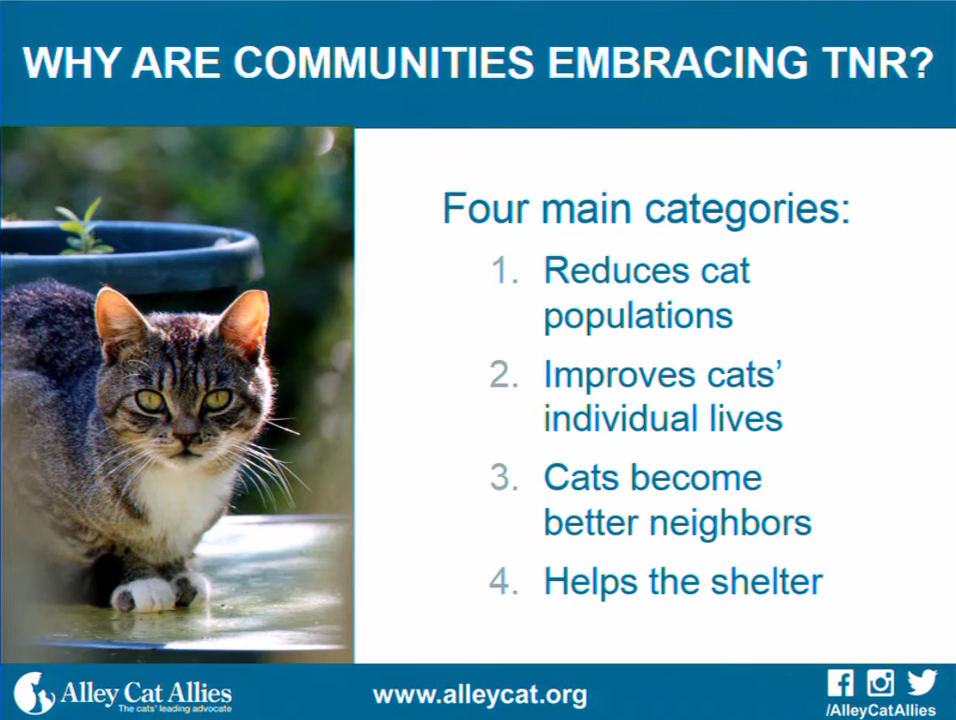 WHY ARE COMMUNITIES EMBRACING TNR?
Four main categories:
1. Reduces cat
populations
2. Improves cats’
individual lives
3. Cats become
better neighbors
4. Helps the shelter
Alley Cat Allies
The cats' leading advocate
www.alleycat.org
/AlleyCatAllies